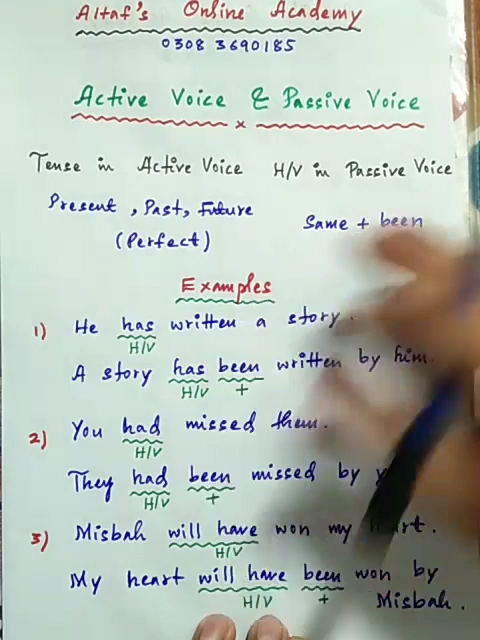 Altaf's Online Academy
0308 3690185
Active Voice & Passive Voice
×
Tense in Active Voice H/V in Passive Voice
Present, Past, Future
(Perfect)
Same + been
Examples
1) He has written a story.
H/V
A story has been written by him.
H/V +
2) You had missed them.
H/V
They had been missed by
H/V +
3) Misbah will have won my
H/V
My heart will have been won by
H/V + Misbah.